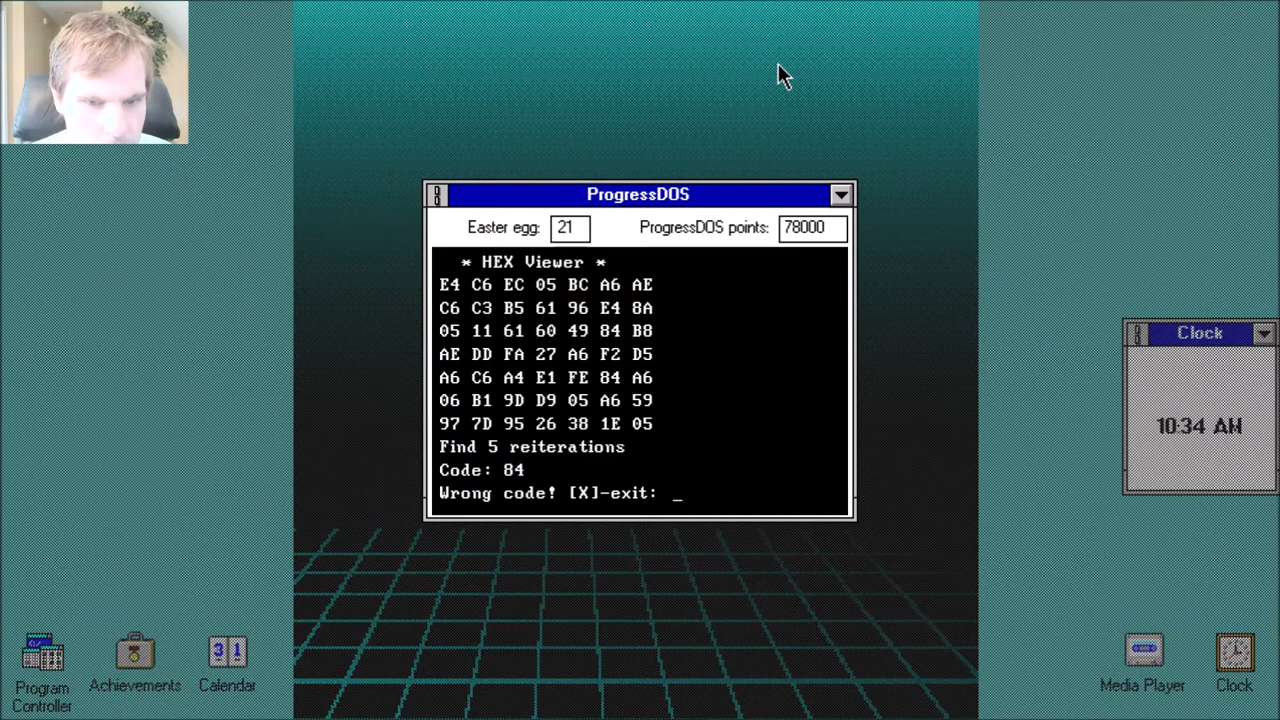 ProgressDOS
Easter egg: 21 ProgressDOS points: 78000
* HEX Viewer *
E4 C6 EC 05 BC A6 AE
C6 C3 B5 61 96 E4 8A
05 11 61 60 49 84 B8
AE DD FA 27 A6 F2 D5
A6 C6 A4 E1 FE 84 A6
06 B1 9D D9 05 A6 59
97 7D 95 26 38 1E 05
Find 5 reiterations
Code: 84
Wrong code! [X]-exit: _
Clock
10:34 AM
Program
Controller
Achievements
31
Calendar
Media Player
Clock